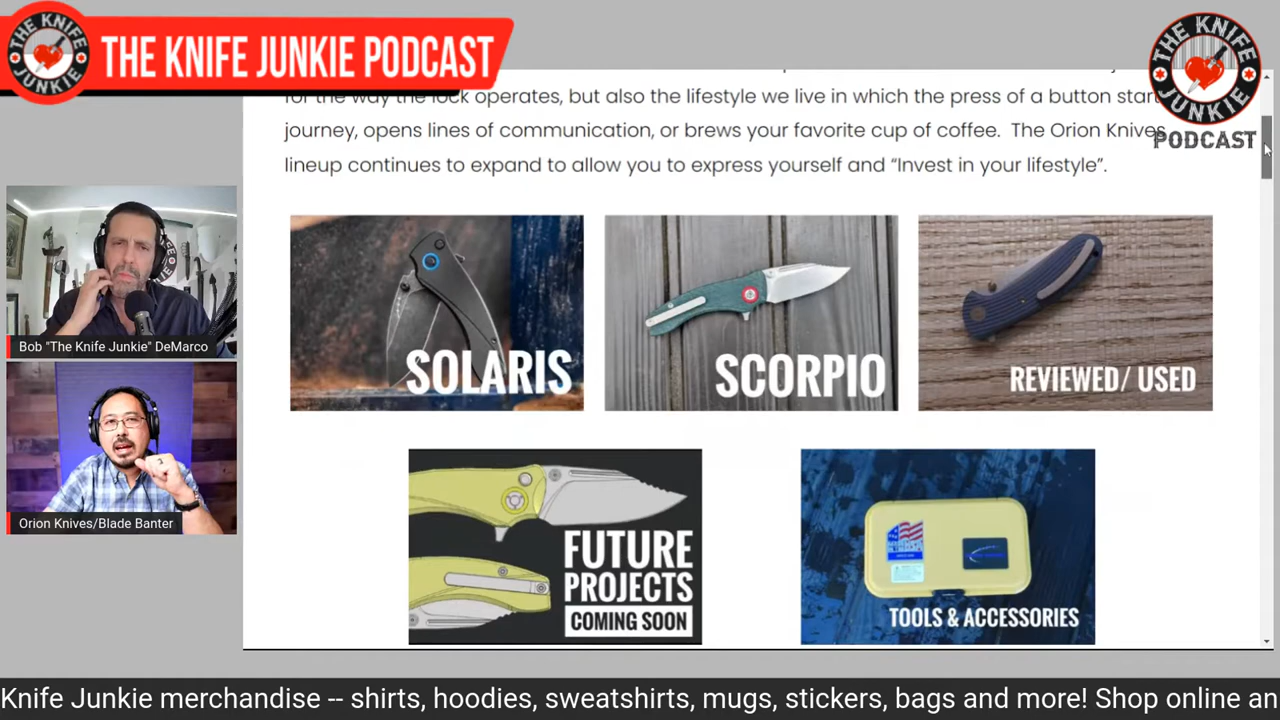 THE KNIFE JUNKIE PODCAST
THE KNIFE
JUNKIE
THE KNIFE
JUNKIE
PODCAST
for the way the lock operates, but also the lifestyle we live in which the press of a button start
journey, opens lines of communication, or brews your favorite cup of coffee. The Orion Knives
lineup continues to expand to allow you to express yourself and “Invest in your lifestyle”.
SOLARIS
SCORPIO
REVIEWED/ USED
Bob "The Knife Junkie" DeMarco
Orion Knives/Blade Banter
FUTURE
PROJECTS
COMING SOON
TOOLS & ACCESSORIES
Knife Junkie merchandise -- shirts, hoodies, sweatshirts, mugs, stickers, bags and more! Shop online an